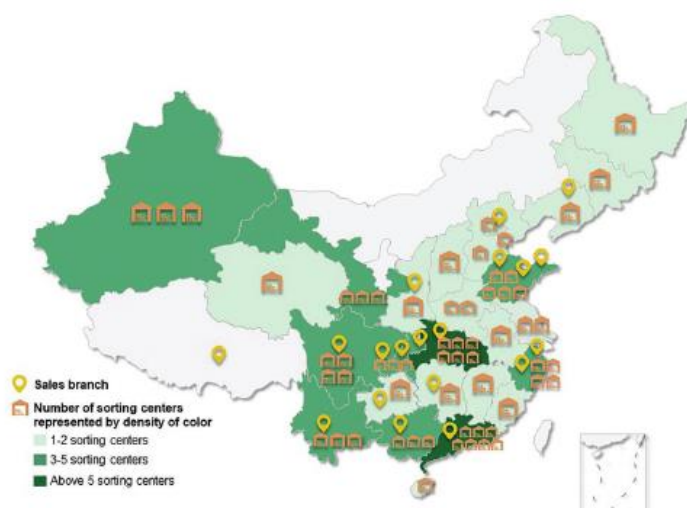 Sales branch
Number of sorting centers
represented by density of color
1-2 sorting centers
3-5 sorting centers
Above 5 sorting centers